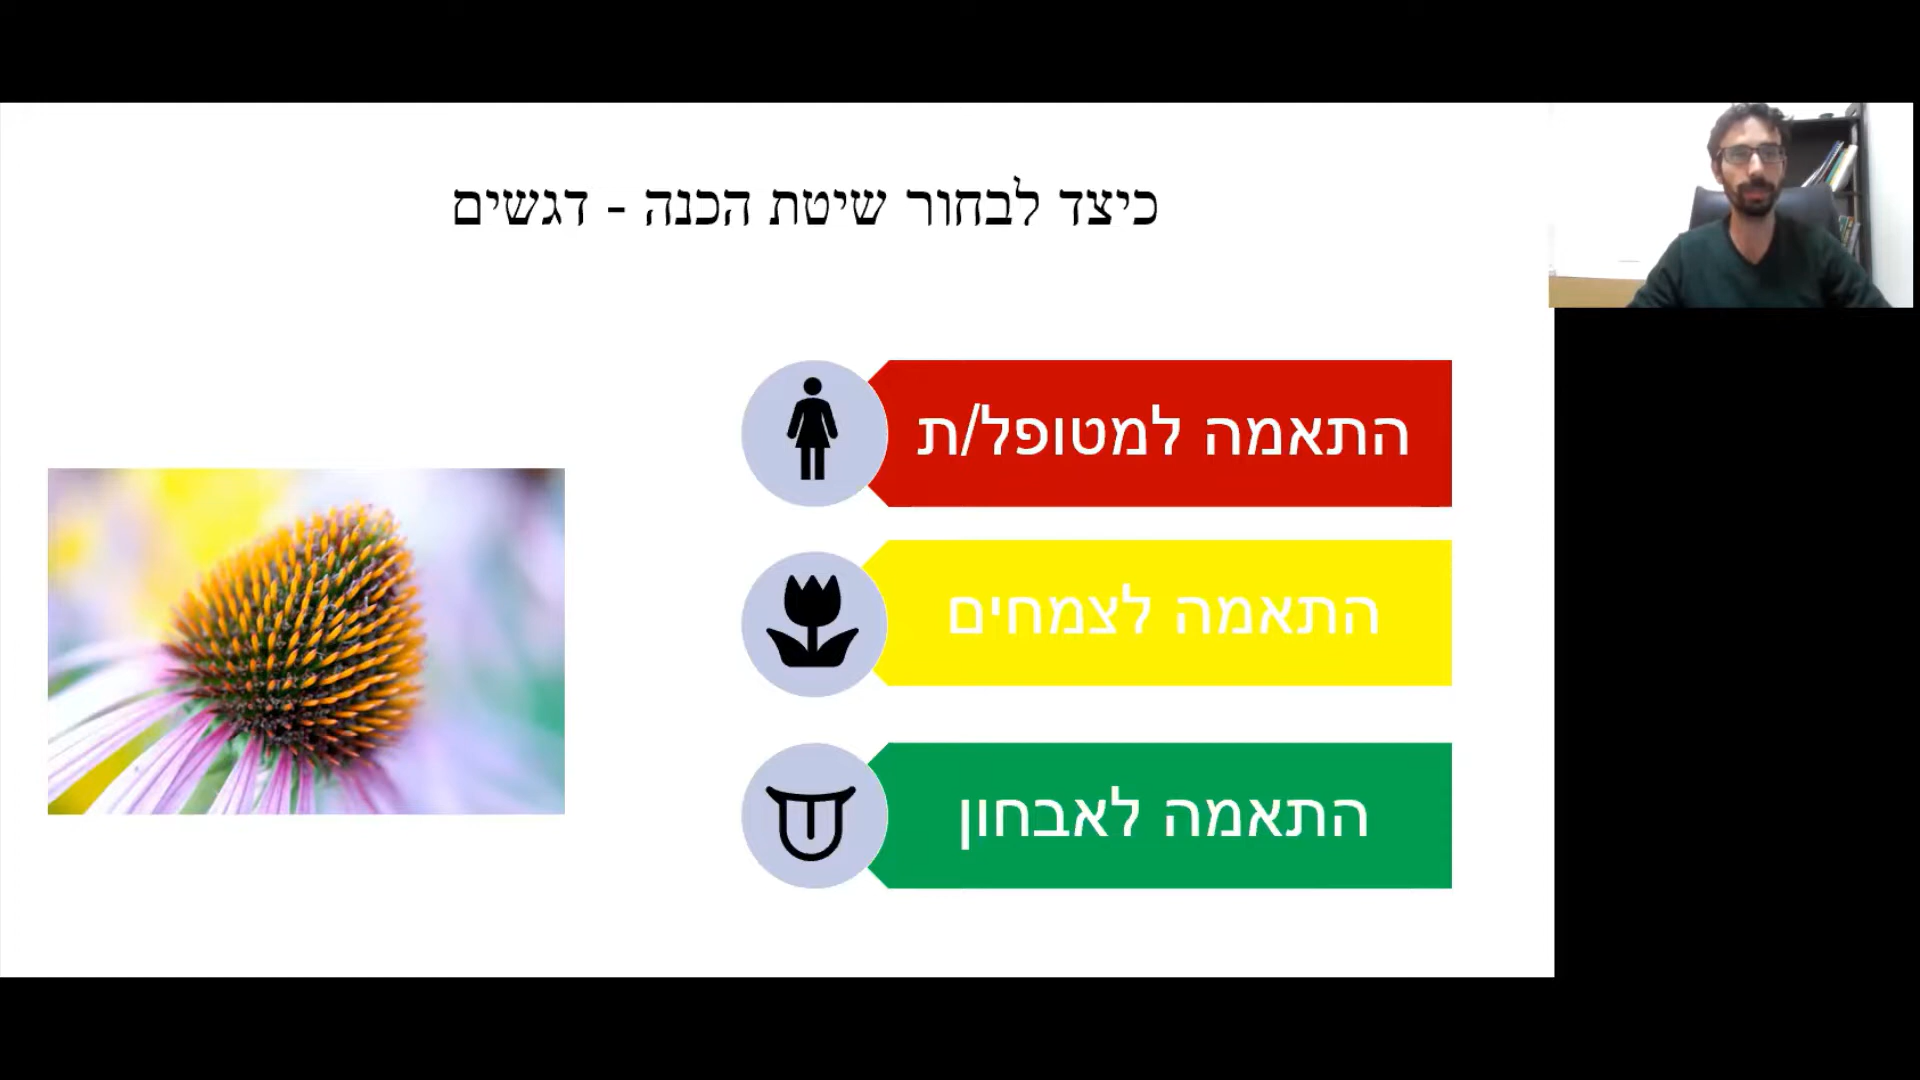 כיצד לבחור שיטת הכנה - דגשים
התאמה למטופל/ת
התאמה לצמחים
התאמה לאבחון